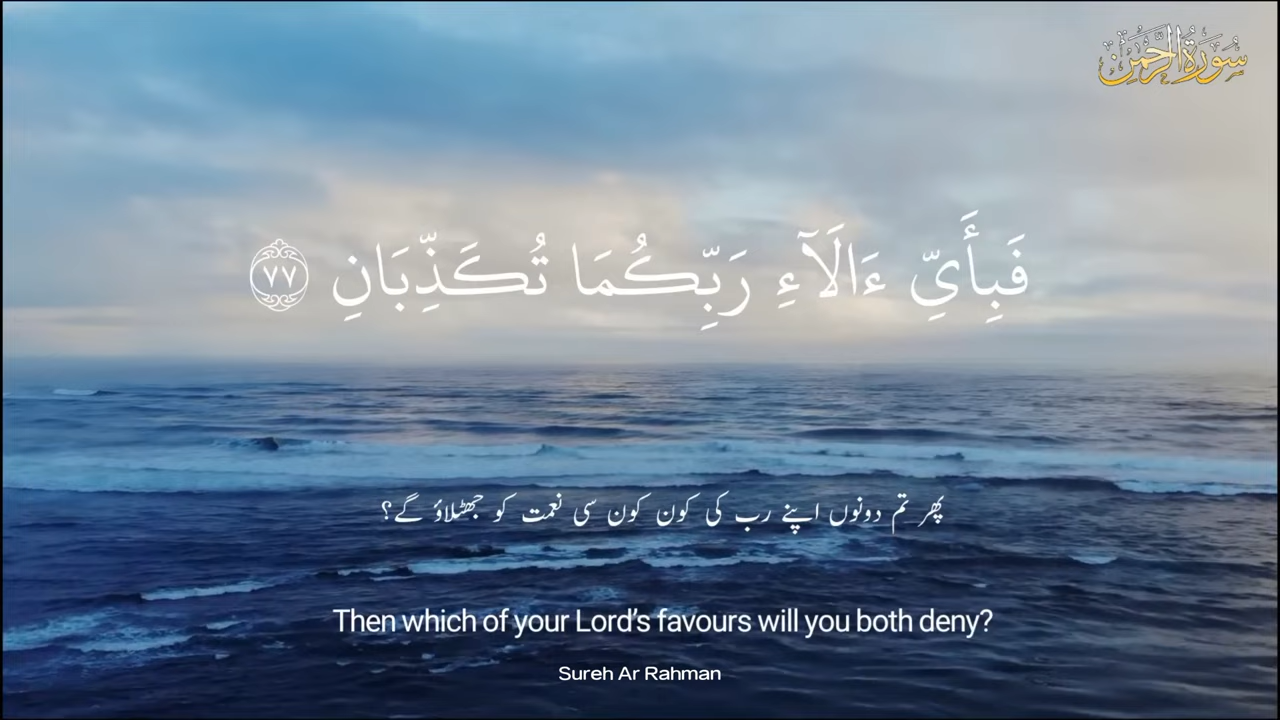 سُورَةُ الرَّحْمٰن
فَبِأَيِّ ءَالَآءِ رَبِّكُمَا تُكَذِّبَانِ ٧٧
پھر تم دونوں اپنے رب کی کون کون سی نعمت کو جھٹلاؤ گے؟
Then which of your Lord's favours will you both deny?
Sureh Ar Rahman